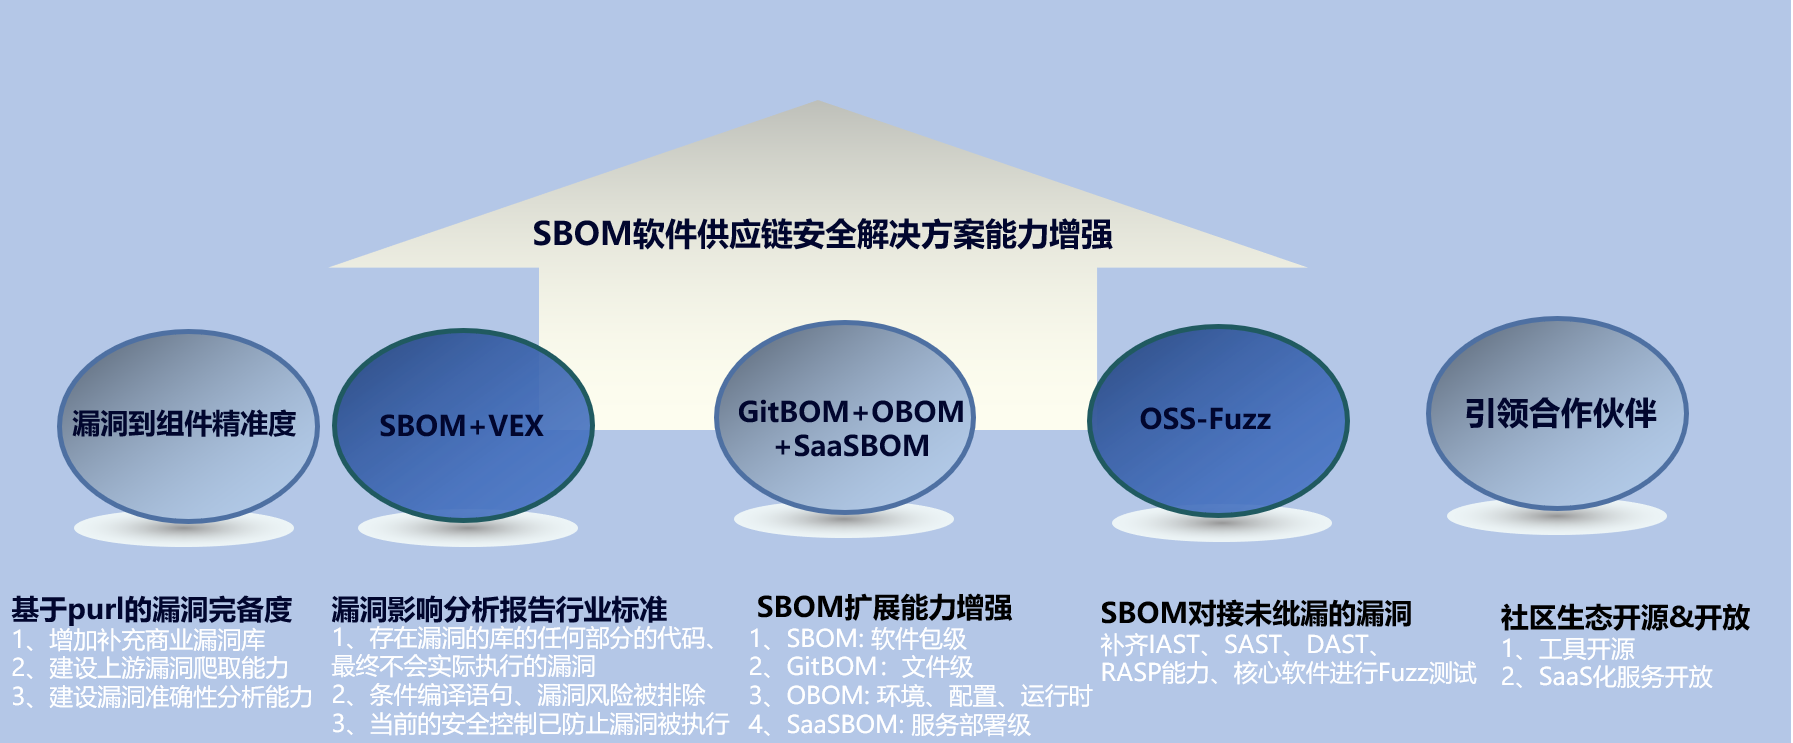 SBOM软件供应链安全解决方案能力增强
漏洞到组件精准度
SBOM+VEX
GitBOM+OBOM
+SaaSBOM
OSS-Fuzz
引领合作伙伴
基于purl的漏洞完备度
1、增加补充商业漏洞库
2、建设上游漏洞爬取能力
3、建设漏洞准确性分析能力
漏洞影响分析报告行业标准
1、存在漏洞的库的任何部分的代码、
最终不会实际执行的漏洞
2、条件编译语句、漏洞风险被排除
3、当前的安全控制已防止漏洞被执行
SBOM扩展能力增强
1、SBOM: 软件包级
2、GitBOM：文件级
3、OBOM: 环境、配置、运行时
4、SaaSBOM: 服务部署级
SBOM对接未纰漏的漏洞
补齐IAST、SAST、DAST、
RASP能力、核心软件进行Fuzz测试
社区生态开源&开放
1、工具开源
2、SaaS化服务开放